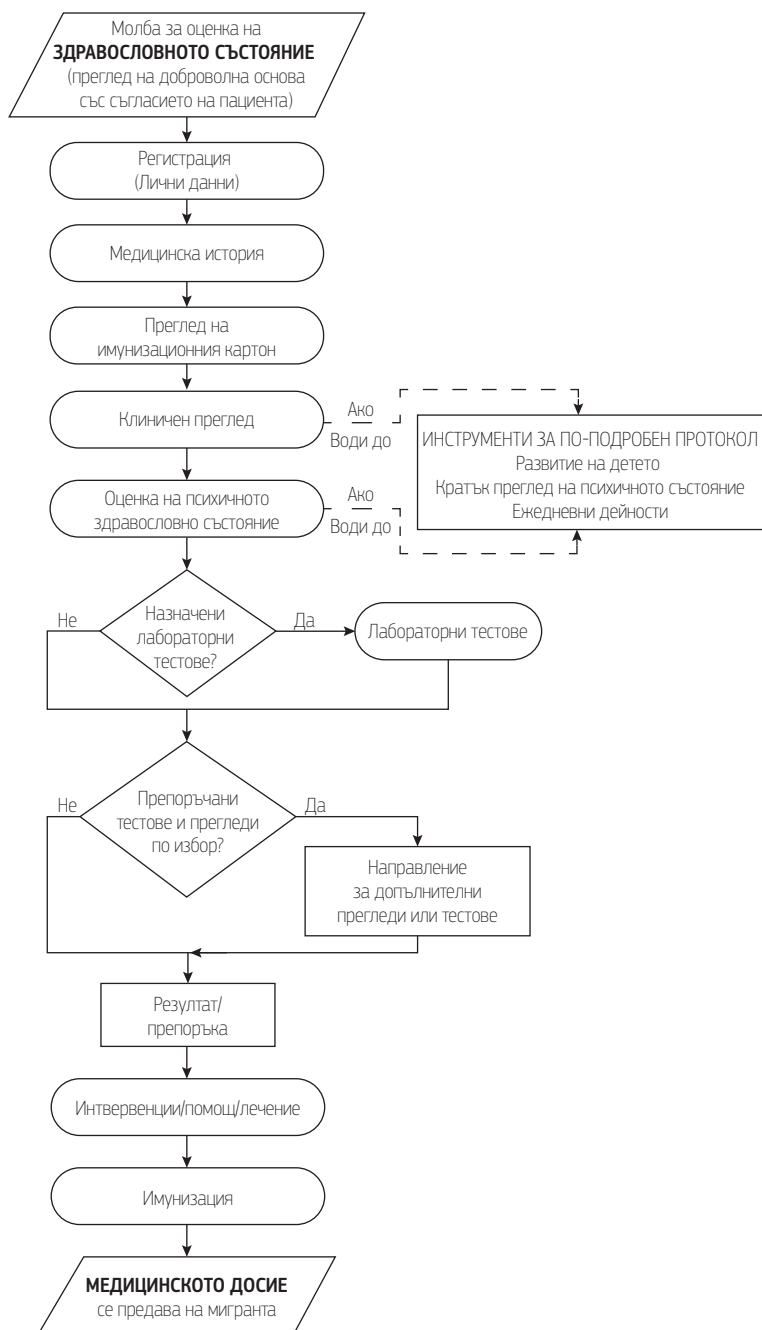 Молба за оценка на
ЗДРАВОСЛОВНОТО СЪСТОЯНИЕ
(преглед на доброволна основа
със съгласието на пациента)
Регистрация
(Лични данни)
Медицинска история
Преглед на
имунизационния картон
Клиничен преглед
Ако
Води до
ИНСТРУМЕНТИ ЗА ПО-ПОДРОБЕН ПРОТОКОЛ
Развитие на детето
Кратък преглед на психичното състояние
Ежедневни дейности
Оценка на психичното
здравословно състояние
Ако
Води до
Не
Назначени
лабораторни
тестове?
Да
Лабораторни тестове
Не
Препоръчани
тестове и прегледи
по избор?
Да
Направление
за допълнителни
прегледи или тестове
Резултат/
препоръка
Интвервенции/помощ/лечение
Имунизация
МЕДИЦИНСКОТО ДОСИЕ
се предава на мигранта